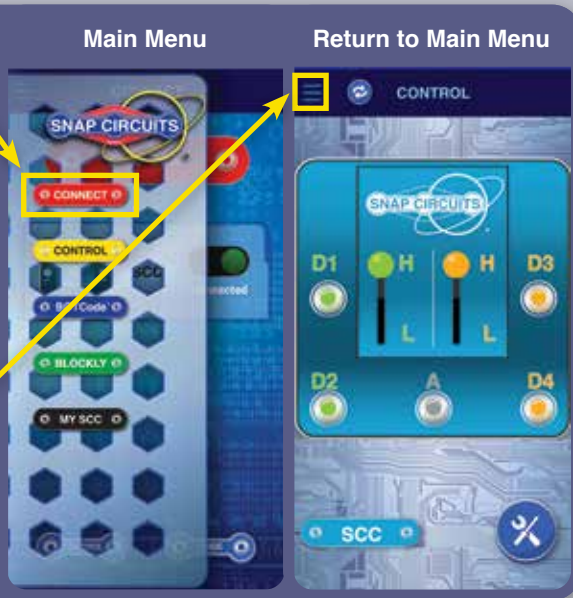 Main Menu
Return to Main Menu
SNAP CIRCUITS
CONNECT
CONTROL
SCC
BLOCKLY
MY SCC
CONTROL
SNAP CIRCUITS
D1
H
H
D3
L
L
D2
A
D4
SCC